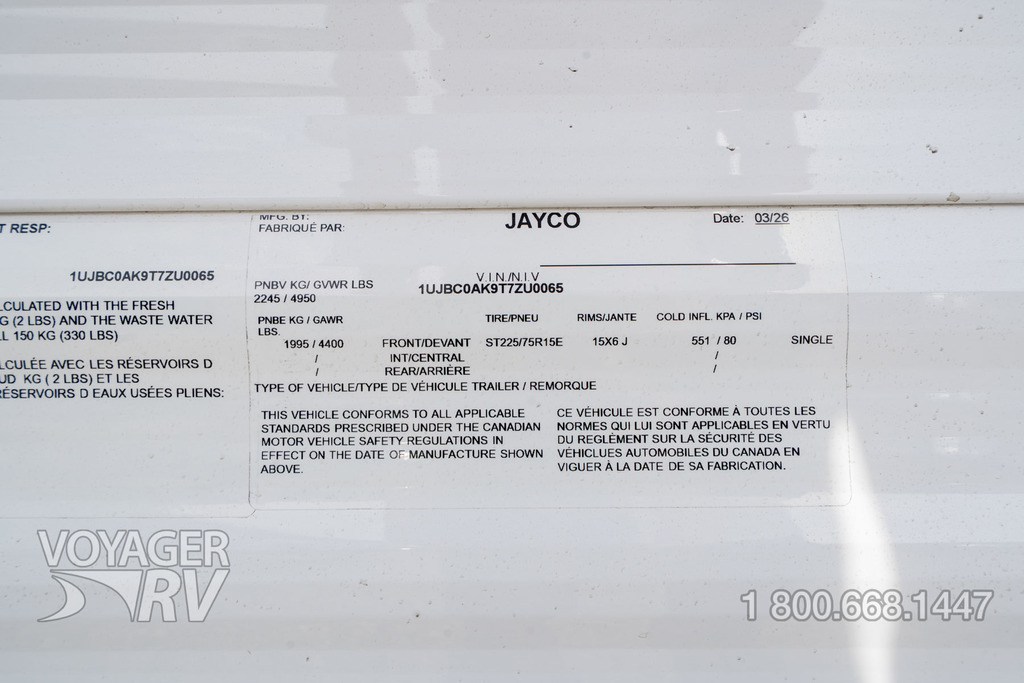 T RESP:
1UJBC0AK9T7ZU0065
LCULATED WITH THE FRESH
G (2 LBS) AND THE WASTE WATER
LL 150 KG (330 LBS)
LCULÉE AVEC LES RÉSERVOIRS D
UD KG ( 2 LBS) ET LES
RÉSERVOIRS D EAUX USÉES PLIENS:
MFG. BY:
FABRIQUÉ PAR:
JAYCO
Date: 03/26
PNBV KG/ GVWR LBS
2245 / 4950
V.I.N/N.I.V
1UJBC0AK9T7ZU0065
PNBE KG / GAWR LBS. TIRE/PNEU RIMS/JANTE COLD INFL. KPA / PSI
1995 / 4400 FRONT/DEVANT ST225/75R15E 15X6 J 551 / 80 SINGLE
/ INT/CENTRAL /
/ REAR/ARRIÈRE /
TYPE OF VEHICLE/TYPE DE VÉHICULE TRAILER / REMORQUE
THIS VEHICLE CONFORMS TO ALL APPLICABLE
STANDARDS PRESCRIBED UNDER THE CANADIAN
MOTOR VEHICLE SAFETY REGULATIONS IN
EFFECT ON THE DATE OF MANUFACTURE SHOWN
ABOVE.
CE VÉHICULE EST CONFORME À TOUTES LES
NORMES QUI LUI SONT APPLICABLES EN VERTU
DU REGLÈMENT SUR LA SÉCURITÉ DES
VÉHICLUES AUTOMOBILES DU CANADA EN
VIGUER À LA DATE DE SA FABRICATION.
VOYAGER
RV
1 800.668.1447